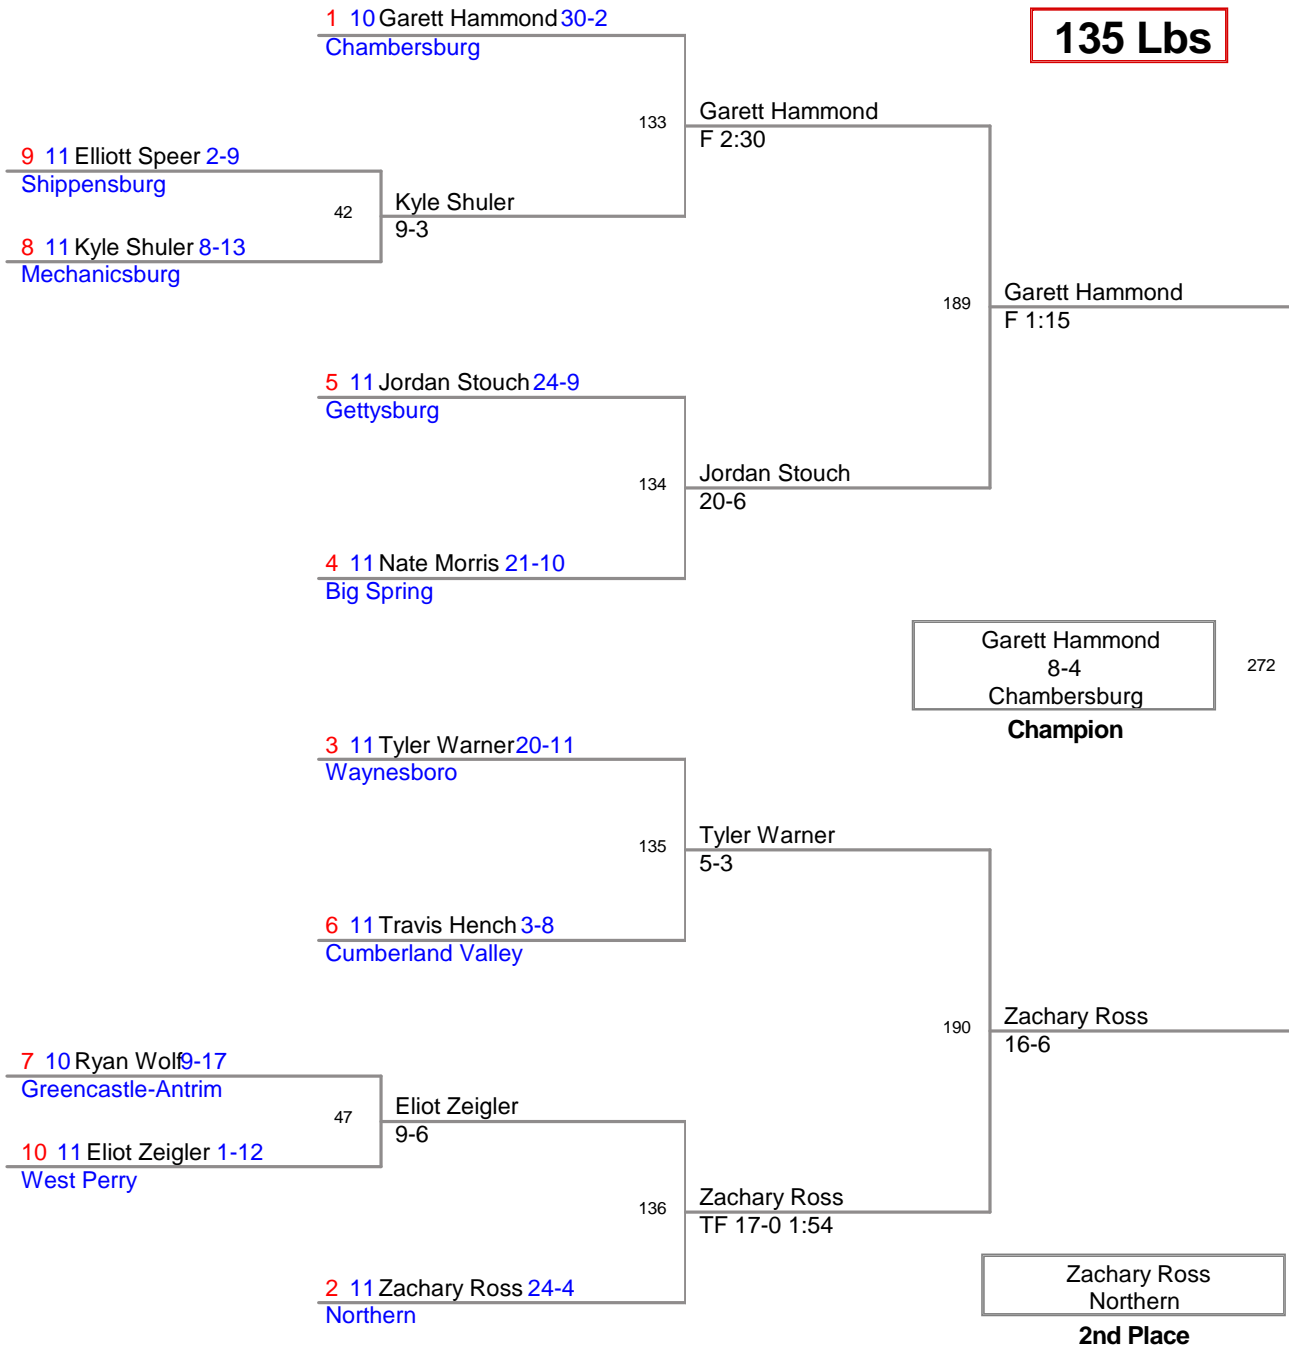 1 10 Garett Hammond 30-2
Chambersburg
135 Lbs
133
Garett Hammond
F 2:30
9 11 Elliott Speer 2-9
Shippensburg
42
Kyle Shuler
9-3
8 11 Kyle Shuler 8-13
Mechanicsburg
189
Garett Hammond
F 1:15
5 11 Jordan Stouch 24-9
Gettysburg
134
Jordan Stouch
20-6
4 11 Nate Morris 21-10
Big Spring
Garett Hammond
8-4
Chambersburg
272
Champion
3 11 Tyler Warner 20-11
Waynesboro
135
Tyler Warner
5-3
6 11 Travis Hench 3-8
Cumberland Valley
190
Zachary Ross
16-6
7 10 Ryan Wolf 9-17
Greencastle-Antrim
47
Eliot Zeigler
9-6
10 11 Eliot Zeigler 1-12
West Perry
136
Zachary Ross
TF 17-0 1:54
2 11 Zachary Ross 24-4
Northern
Zachary Ross
Northern
2nd Place